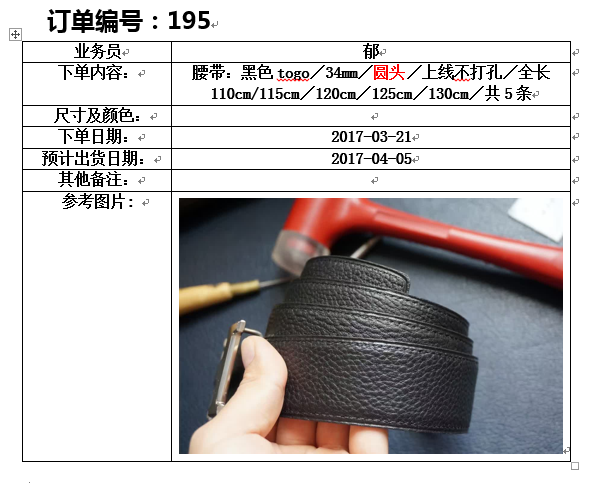 订单编号：195
业务员 郁
下单内容： 腰带：黑色 togo／34mm／圆头／上线不打孔／全长
110cm/115cm／120cm／125cm／130cm／共 5 条
尺寸及颜色：
下单日期： 2017-03-21
预计出货日期： 2017-04-05
其他备注：
参考图片：